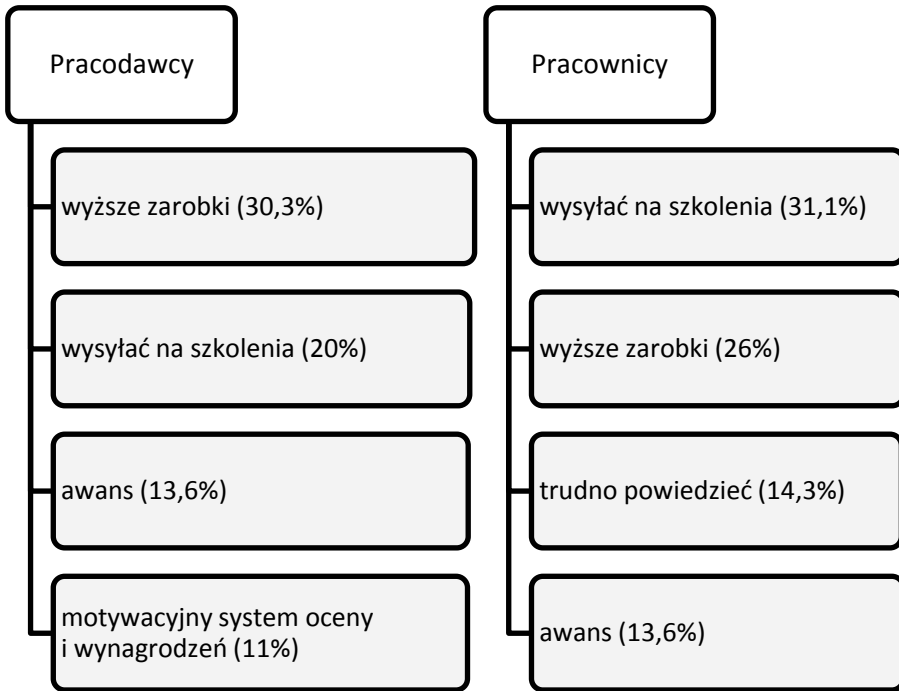 Pracodawcy
wyższe zarobki (30,3%)
wysyłać na szkolenia (20%)
awans (13,6%)
motywacyjny system oceny
i wynagrodzeń (11%)
Pracownicy
wysyłać na szkolenia (31,1%)
wyższe zarobki (26%)
trudno powiedzieć (14,3%)
awans (13,6%)